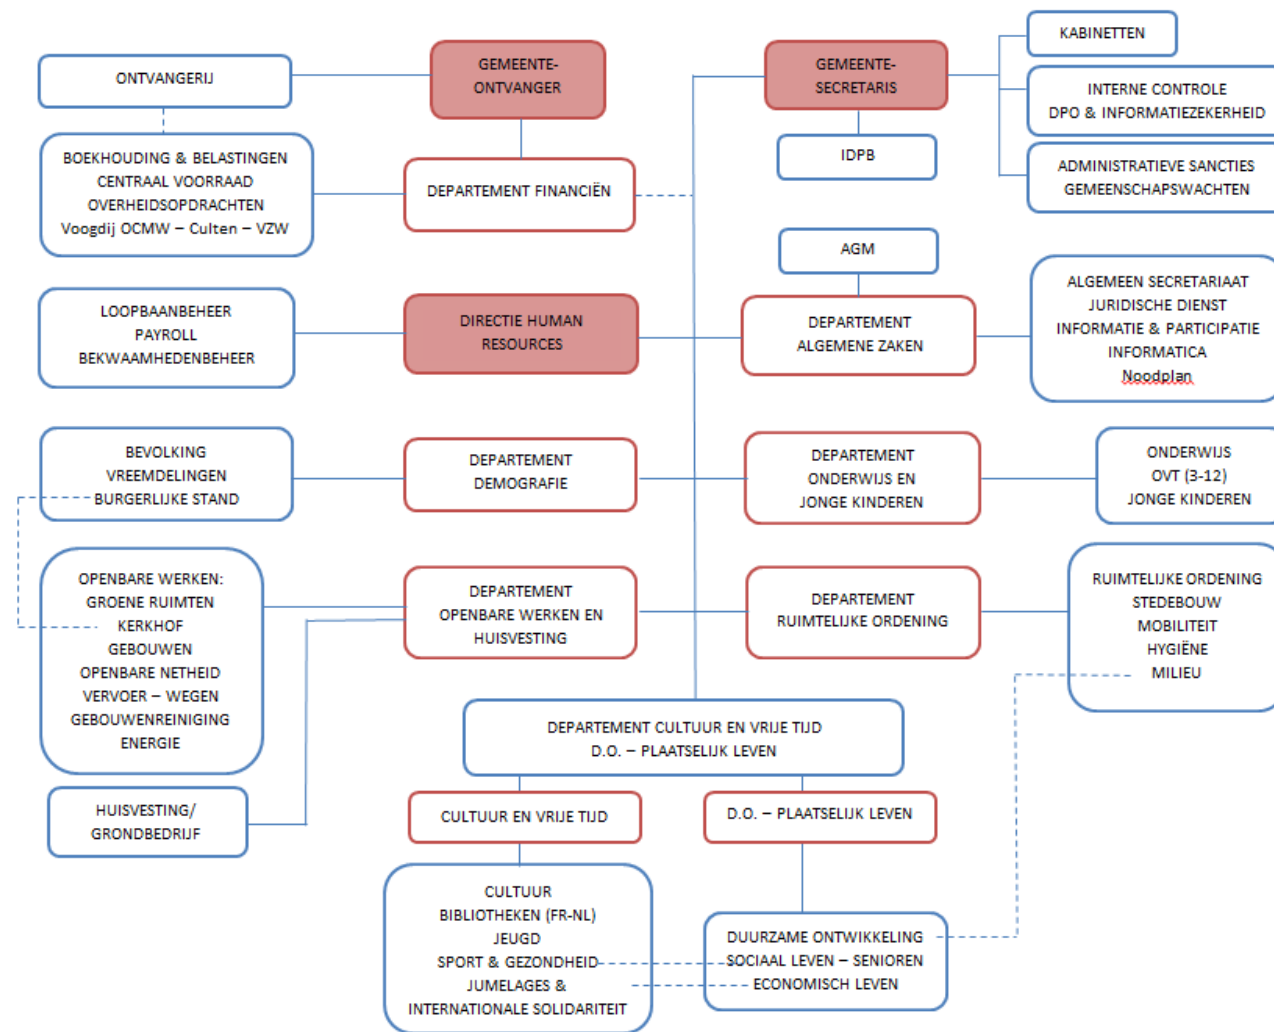 KABINETTEN
GEMEENTE-
ONTVANGER
GEMEENTE-
SECRETARIS
ONTVANGERIJ
INTERNE CONTROLE
DPO & INFORMATIEZEKERHEID
BOEKHOUDING & BELASTINGEN
CENTRAAL VOORRAAD
OVERHEIDSOPDRACHTEN
Voogdij OCMW – Culten – VZW
DEPARTEMENT FINANCIËN
IDPB
ADMINISTRATIEVE SANCTIES
GEMEENSCHAPSWACHTEN
AGM
LOOPBAANBEHEER
PAYROLL
BEKWAAMHEDENBEHEER
DIRECTIE HUMAN
RESOURCES
DEPARTEMENT
ALGEMENE ZAKEN
ALGEMEEN SECRETARIAAT
JURIDISCHE DIENST
INFORMATIE & PARTICIPATIE
INFORMATICA
Noodplan
BEVOLKING
VREEMDELINGEN
BURGERLIJKE STAND
DEPARTEMENT
DEMOGRAFIE
DEPARTEMENT
ONDERWIJS EN
JONGE KINDEREN
ONDERWIJS
OVT (3-12)
JONGE KINDEREN
OPENBARE WERKEN:
GROENE RUIMTEN
KERKHOF
GEBOUWEN
OPENBARE NETHEID
VERVOER – WEGEN
GEBOUWENREINIGING
ENERGIE
DEPARTEMENT
OPENBARE WERKEN EN
HUISVESTING
DEPARTEMENT
RUIMTELIJKE ORDENING
RUIMTELIJKE ORDENING
STEDEBOUW
MOBILITEIT
HYGIËNE
MILIEU
DEPARTEMENT CULTUUR EN VRIJE TIJD
D.O. – PLAATSELIJK LEVEN
HUISVESTING/
GRONDBEDRIJF
CULTUUR EN VRIJE TIJD
D.O. – PLAATSELIJK LEVEN
CULTUUR
BIBLIOTHEKEN (FR-NL)
JEUGD
SPORT & GEZONDHEID
JUMELAGES &
INTERNATIONALE SOLIDARITEIT
DUURZAME ONTWIKKELING
SOCIAAL LEVEN – SENIOREN
ECONOMISCH LEVEN